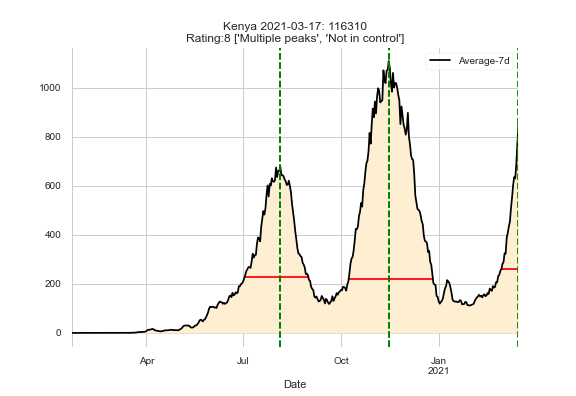 Kenya 2021-03-17: 116310
Rating:8 ['Multiple peaks', 'Not in control']
Average-7d
1000
800
600
400
200
0
Apr
Jul
Oct
Jan
2021
Date